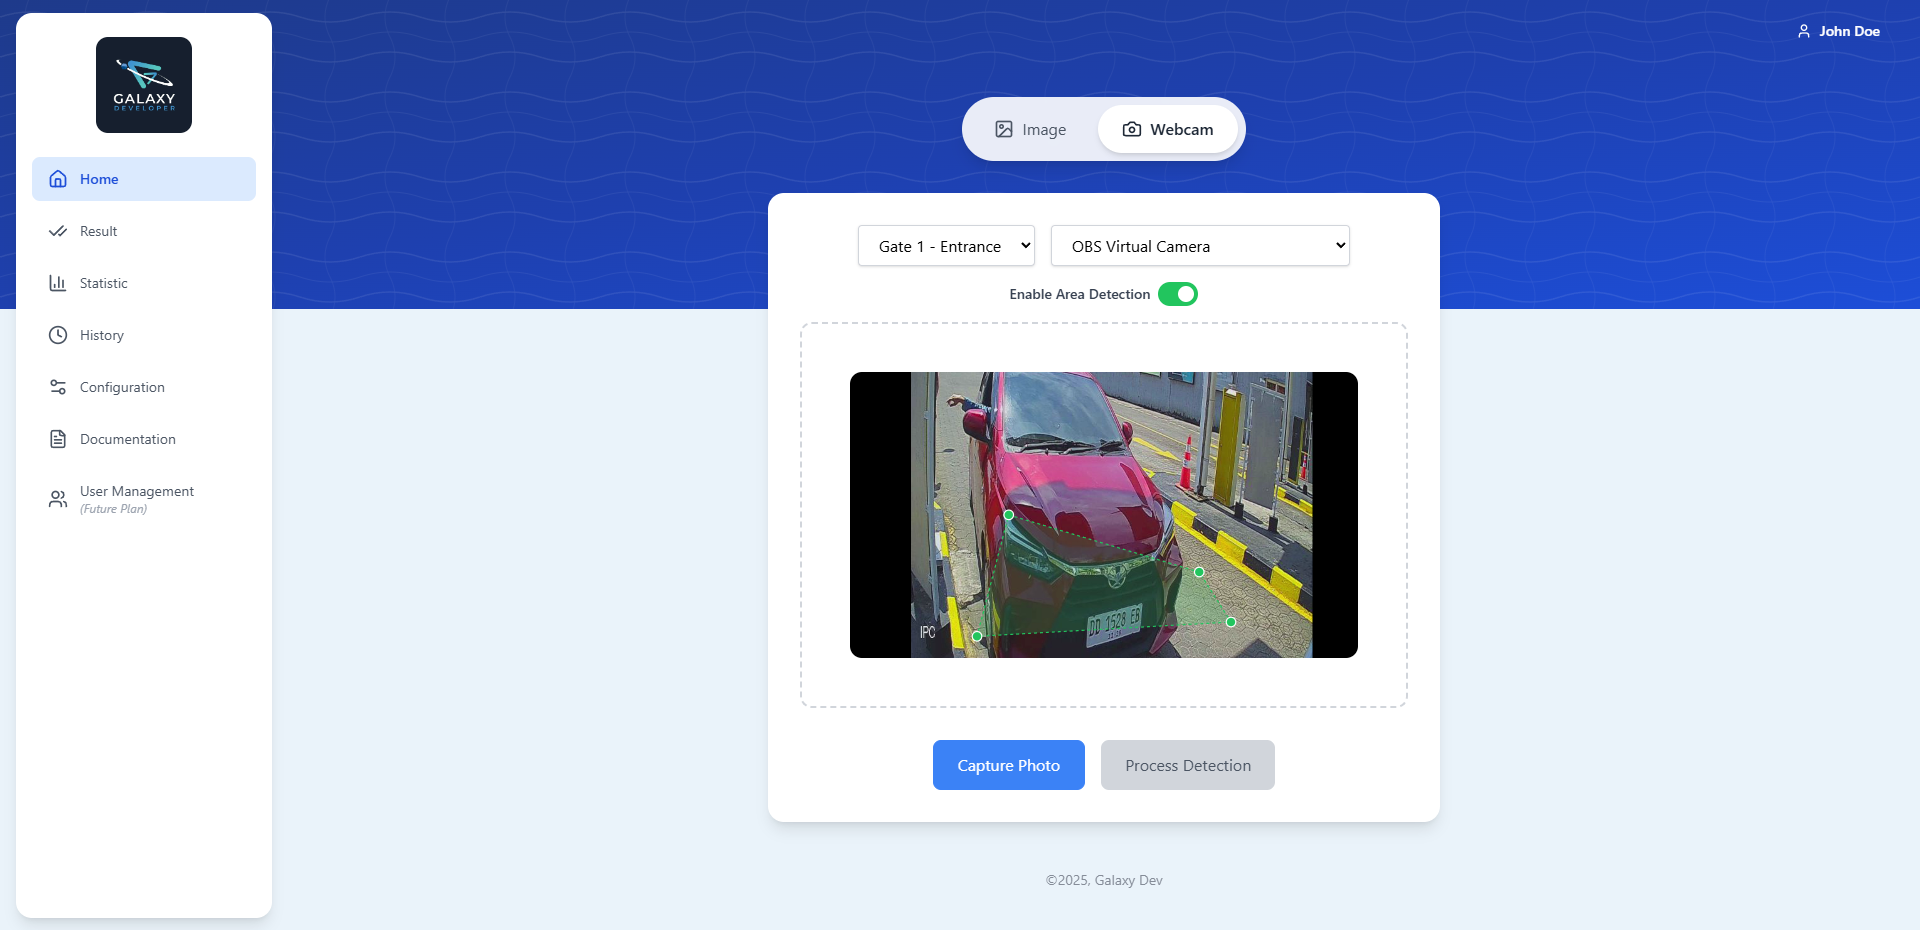 GALAXY
DEVELOPER
Home
Result
Statistic
History
Configuration
Documentation
User Management
(Future Plan)
John Doe
Image
Webcam
Gate 1 - Entrance
OBS Virtual Camera
Enable Area Detection
IPC
DD 1528 EB
Capture Photo
Process Detection
©2025, Galaxy Dev